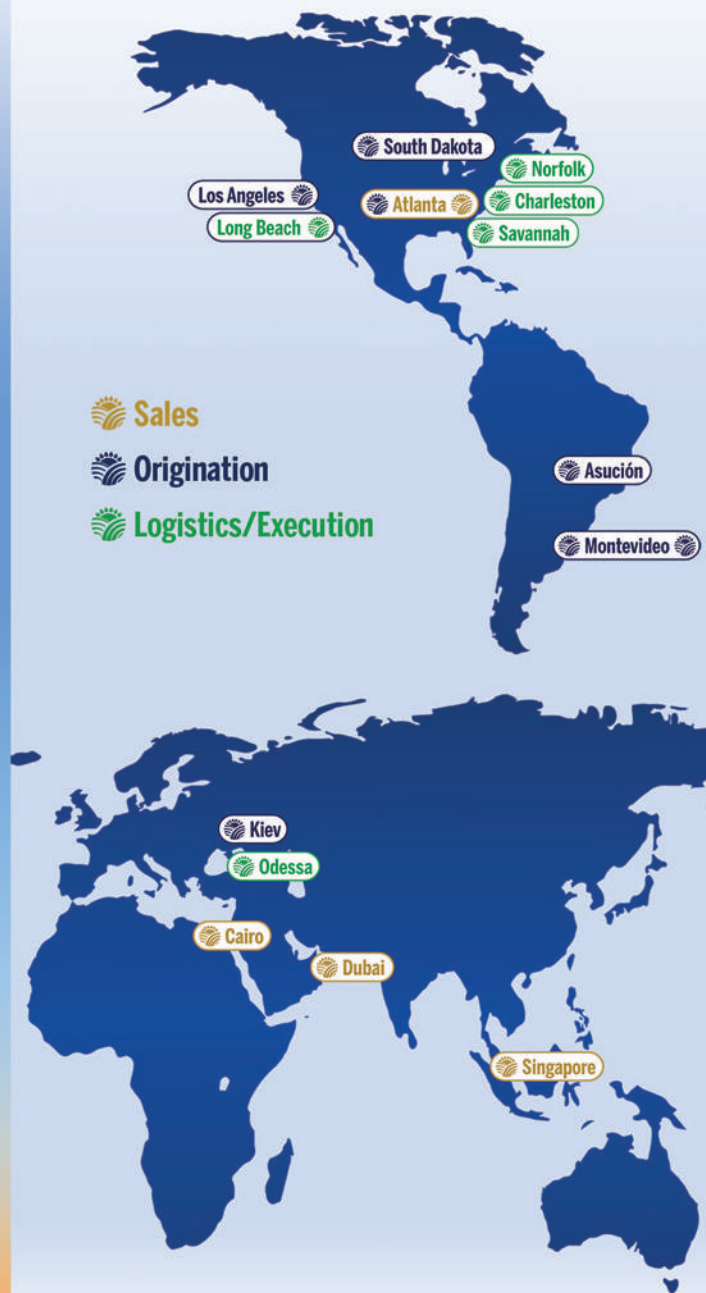 South Dakota
Norfolk
Los Angeles
Atlanta
Charleston
Long Beach
Savannah
Sales
Origination
Logistics/Execution
Asución
Montevideo
Kiev
Odessa
Cairo
Dubai
Singapore